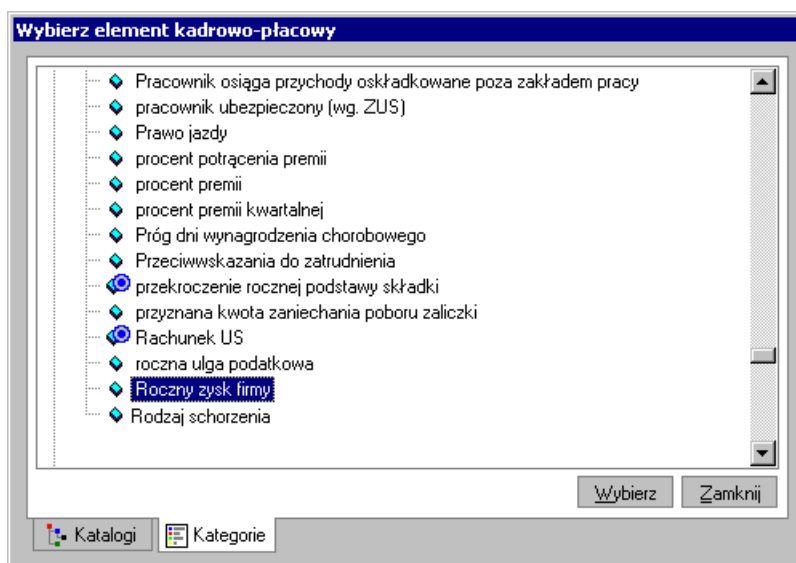 Wybierz element kadrowo-płacowy
Pracownik osiąga przychody oskładkowane poza zakładem pracy
pracownik ubezpieczony (wg. ZUS)
Prawo jazdy
procent potrącenia premii
procent premii
procent premii kwartalnej
Próg dni wynagrodzenia chorobowego
Przeciwwskazania do zatrudnienia
przekroczenie rocznej podstawy składki
przyznana kwota zaniechania poboru zaliczki
Rachunek US
roczna ulga podatkowa
Roczny zysk firmy
Rodzaj schorzenia
Wybierz Zamknij
Katalogi Kategorie